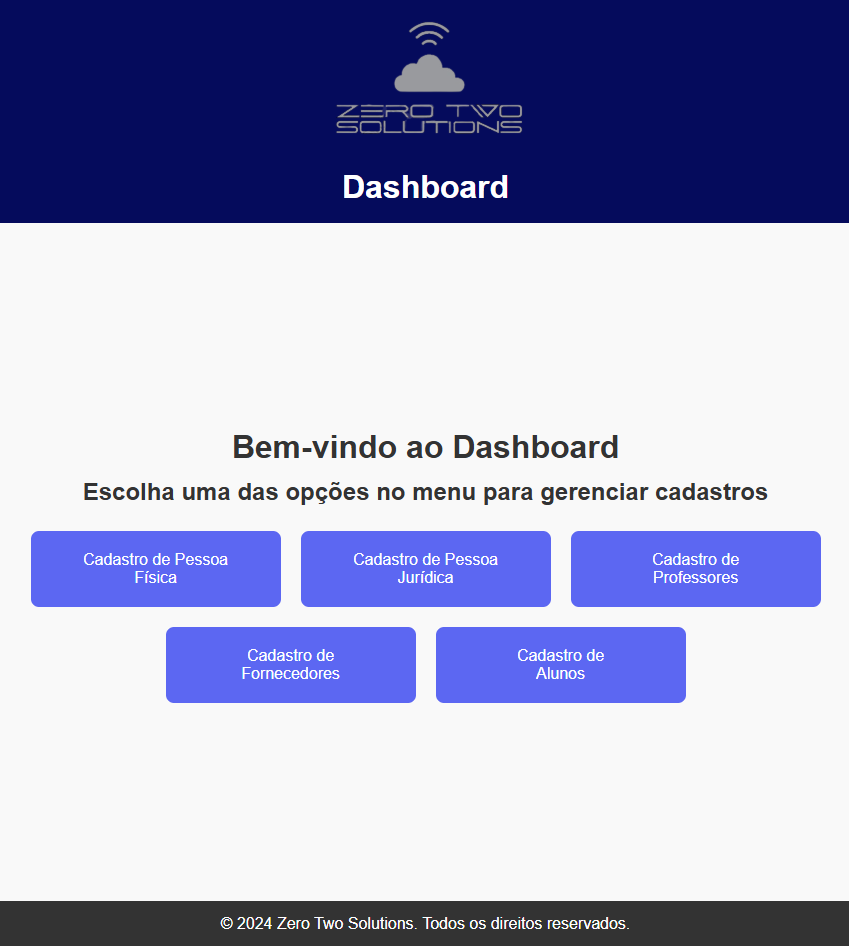 ZERO TWO
SOLUTIONS
Dashboard
Bem-vindo ao Dashboard
Escolha uma das opções no menu para gerenciar cadastros
Cadastro de Pessoa
Física
Cadastro de Pessoa
Jurídica
Cadastro de
Professores
Cadastro de
Fornecedores
Cadastro de
Alunos
© 2024 Zero Two Solutions. Todos os direitos reservados.